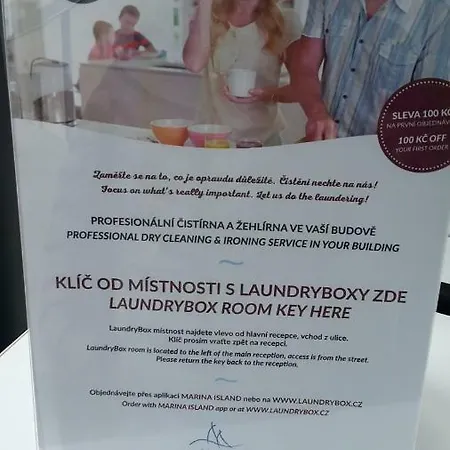 SLEVA 100 KČ
NA PRVNÍ OBJEDNÁVKU
100 KČ OFF
YOUR FIRST ORDER
Zaměřte se na to, co je opravdu důležité. Čistění nechte na nás!
Focus on what's really important. Let us do the laundering!
PROFESIONÁLNÍ ČISTÍRNA A ŽEHLÍRNA VE VAŠÍ BUDOVĚ
PROFESSIONAL DRY CLEANING & IRONING SERVICE IN YOUR BUILDING
KLÍČ OD MÍSTNOSTI S LAUNDRYBOXY ZDE
LAUNDRYBOX ROOM KEY HERE
LaundryBox místnost najdete vlevo od hlavní recepce, vchod z ulice.
Klíč prosím vraťte zpět na recepci.
LaundryBox room is located to the left of the main reception, access is from the street.
Please return the key back to the reception.
Objednávejte přes aplikaci MARINA ISLAND nebo na WWW.LAUNDRYBOX.CZ
Order with MARINA ISLAND app or at WWW.LAUNDRYBOX.CZ